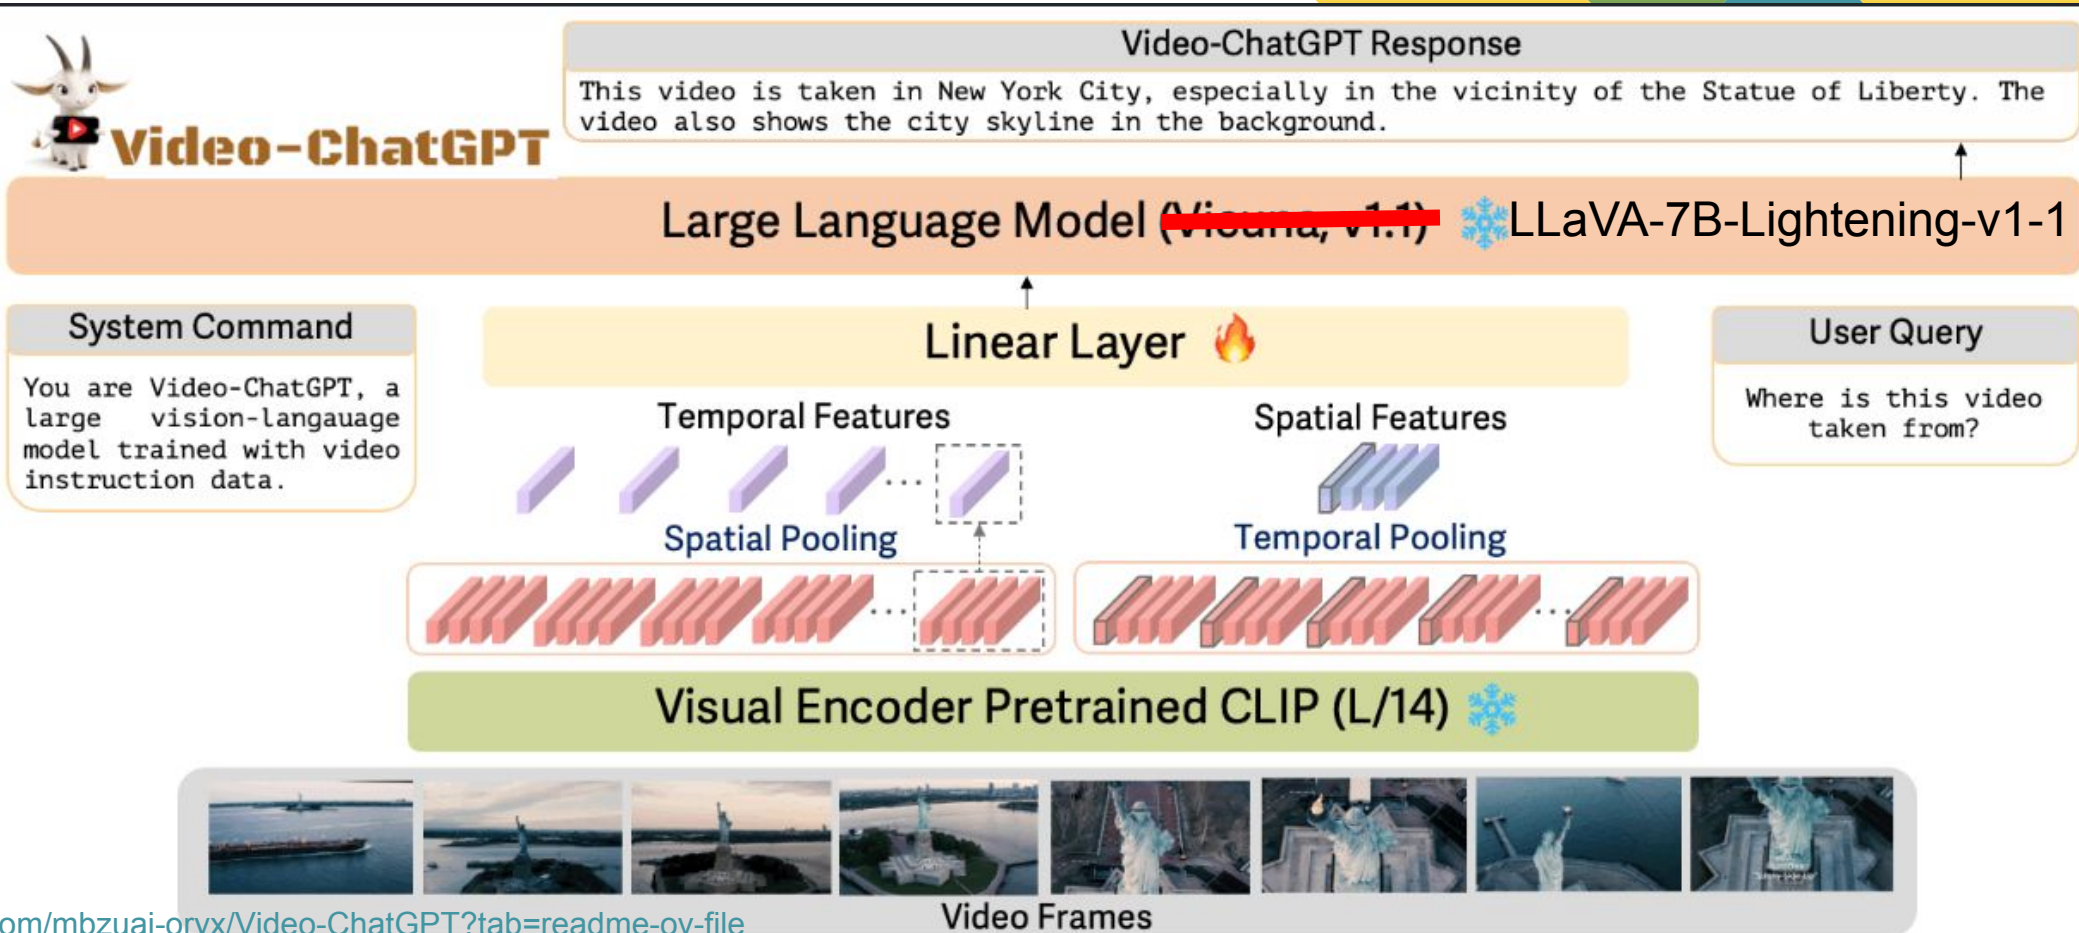 Video-ChatGPT
Video-ChatGPT Response
This video is taken in New York City, especially in the vicinity of the Statue of Liberty. The
video also shows the city skyline in the background.
Large Language Model (Vicuna, v1.1) LLaVA-7B-Lightening-v1-1
System Command
You are Video-ChatGPT, a
large vision-langauage
model trained with video
instruction data.
Linear Layer
User Query
Where is this video
taken from?
Temporal Features
Spatial Features
...
Spatial Pooling
Temporal Pooling
...
...
Visual Encoder Pretrained CLIP (L/14)
Video Frames
om/mbzuai-oryx/Video-ChatGPT?tab=readme-ov-file